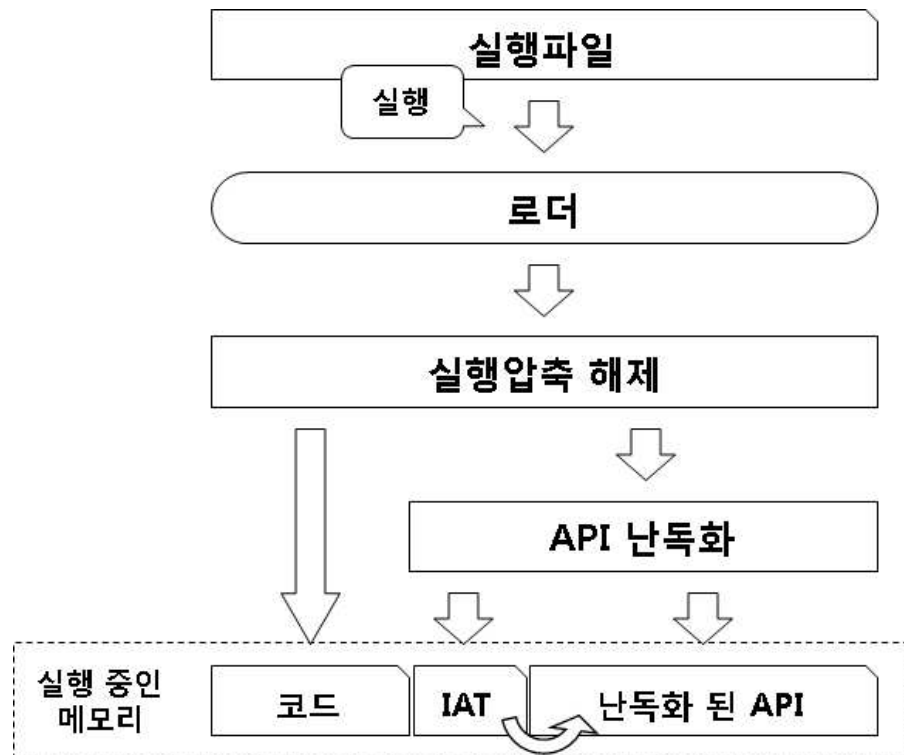 실행파일
실행
로더
실행압축 해제
API 난독화
실행 중인
메모리
코드
IAT
난독화 된 API